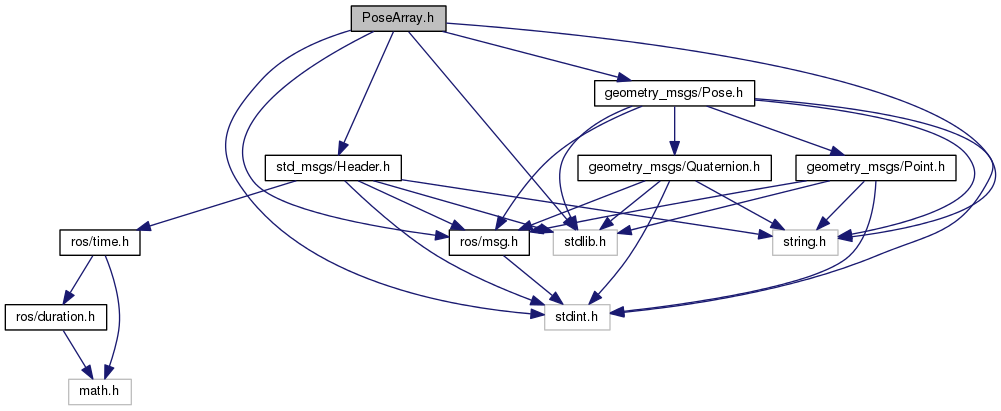 PoseArray.h
geometry_msgs/Pose.h
std_msgs/Header.h
geometry_msgs/Quaternion.h
geometry_msgs/Point.h
ros/time.h
ros/msg.h
stdlib.h
string.h
ros/duration.h
stdint.h
math.h